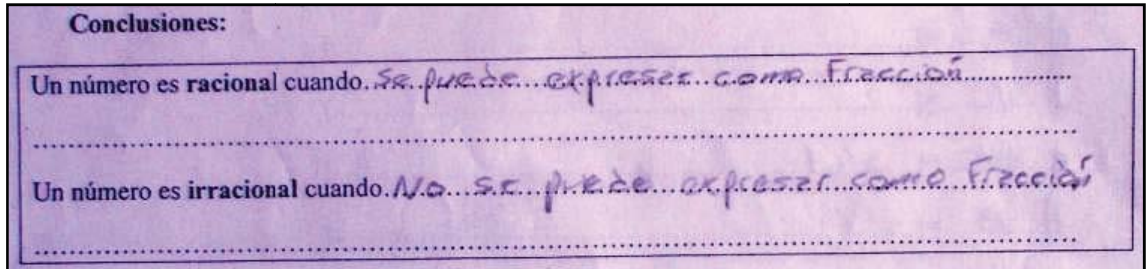 Conclusiones:
Un número es racional cuando. Se puede expresar como Fracción
Un número es irracional cuando. No se puede expresar como Fracción